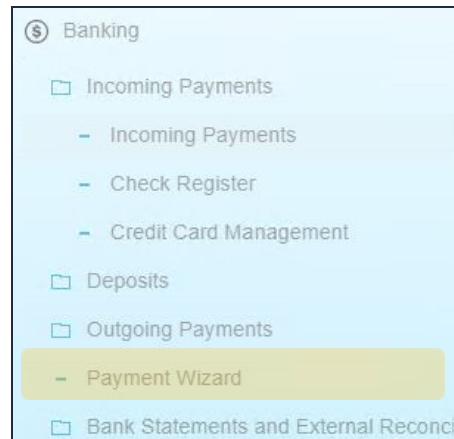 Banking
Incoming Payments
Incoming Payments
Check Register
Credit Card Management
Deposits
Outgoing Payments
Payment Wizard
Bank Statements and External Reconci